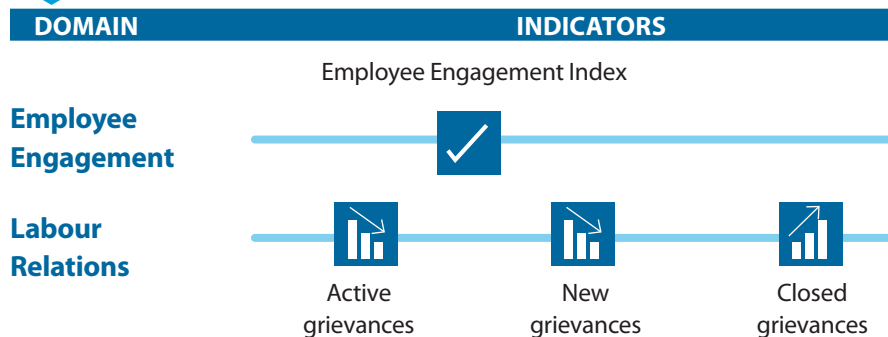 DOMAIN INDICATORS
Employee Engagement Index
Employee
Engagement
Labour
Relations
Active
grievances
New
grievances
Closed
grievances